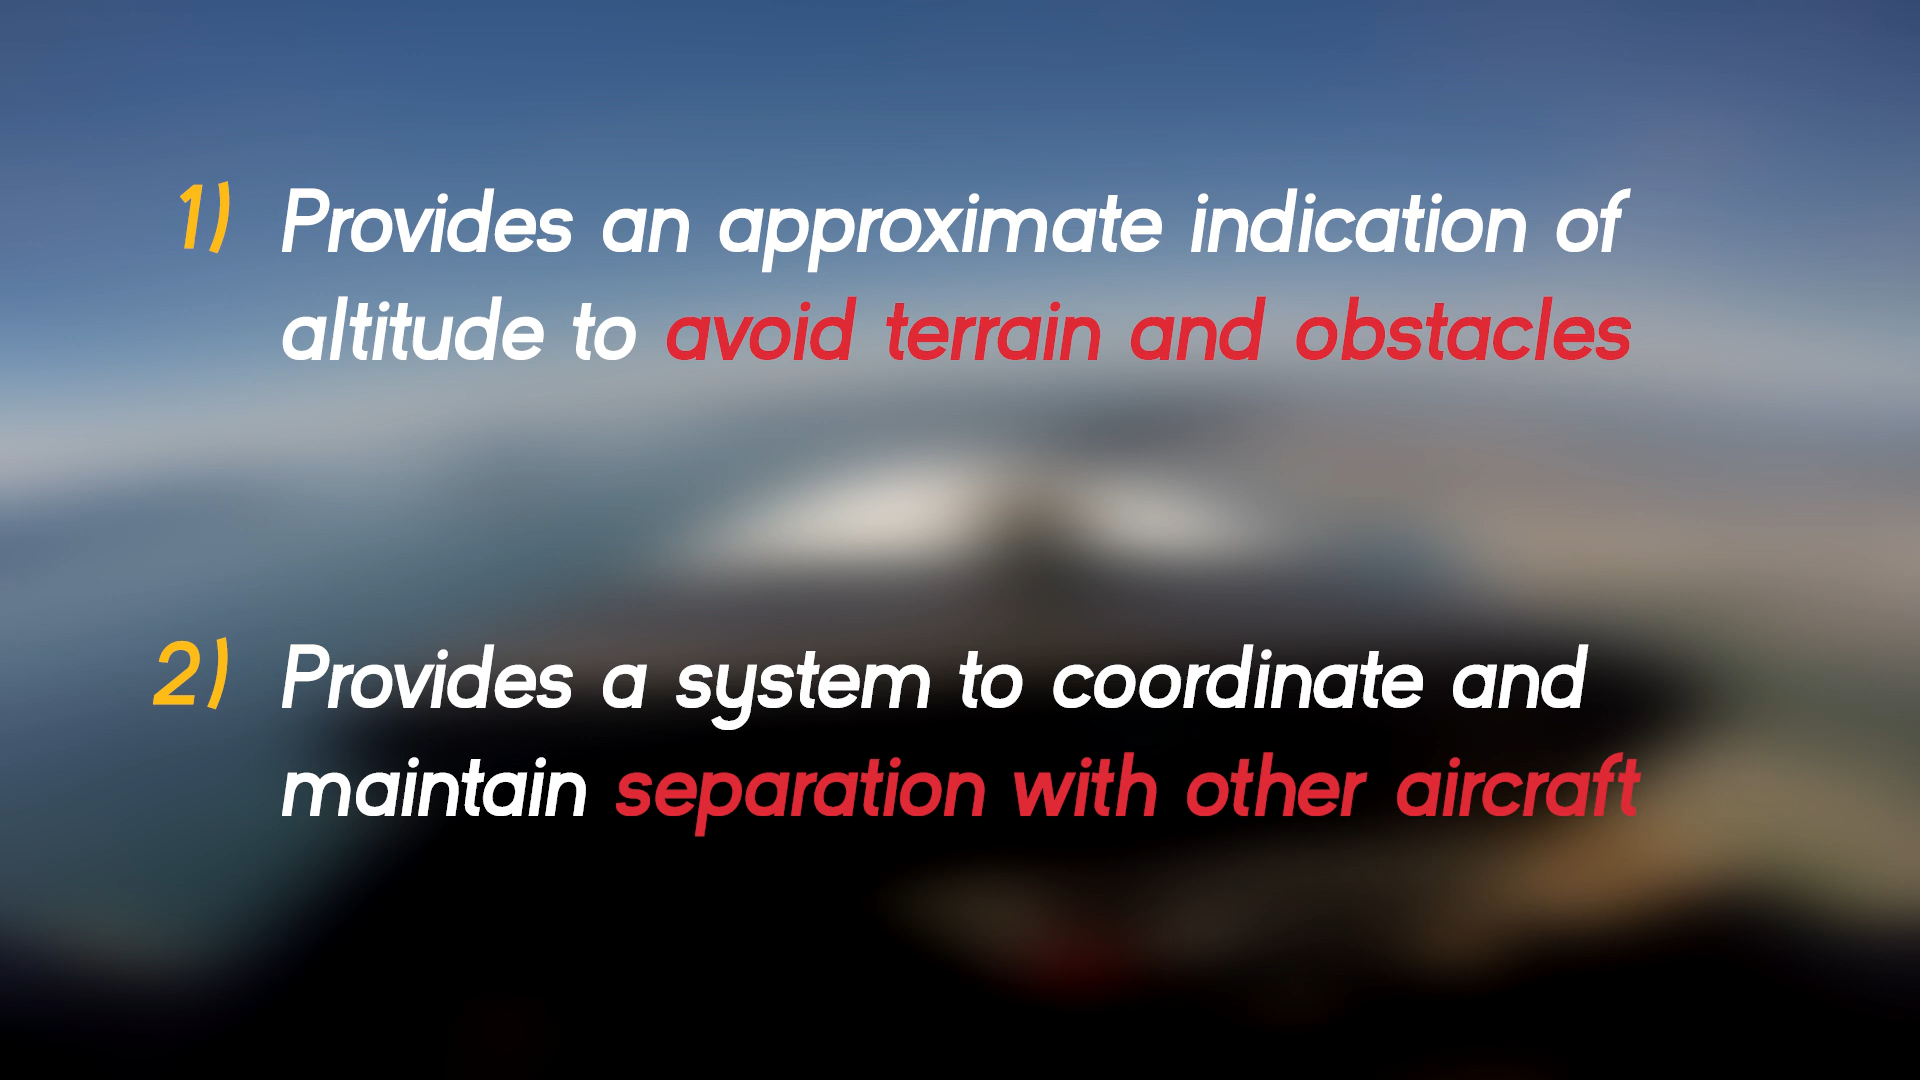 1) Provides an approximate indication of
altitude to avoid terrain and obstacles
2) Provides a system to coordinate and
maintain separation with other aircraft